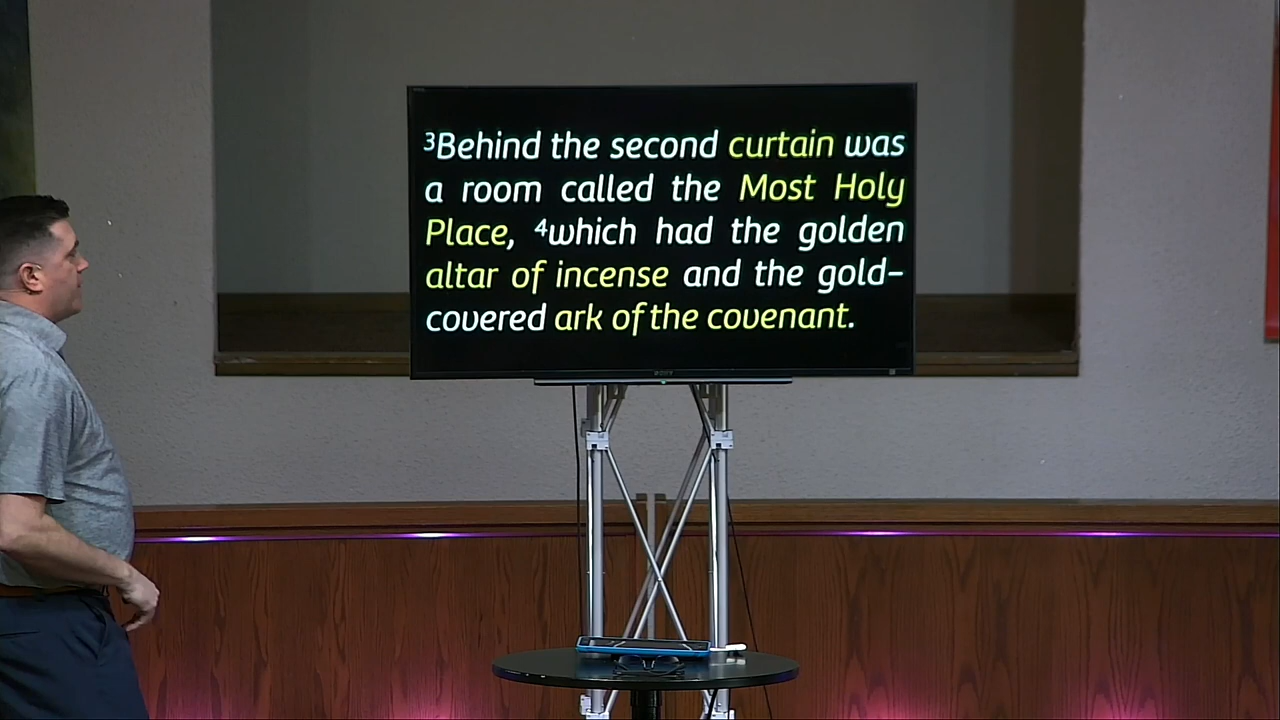 ³Behind the second curtain was
a room called the Most Holy
Place, ⁴which had the golden
altar of incense and the gold-
covered ark of the covenant.
SONY